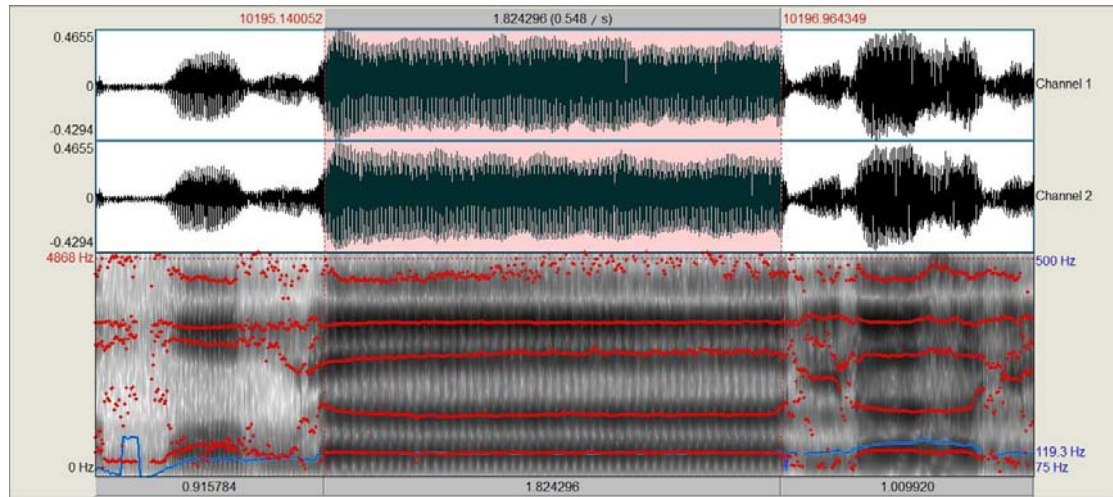 10195.140052 1.824296 (0.548 / s) 10196.964349
0.4655
0
-0.4294
Channel 1
0.4655
0
-0.4294
Channel 2
4868 Hz 500 Hz
119.3 Hz
0 Hz 75 Hz
0.915784 1.824296 1.009920